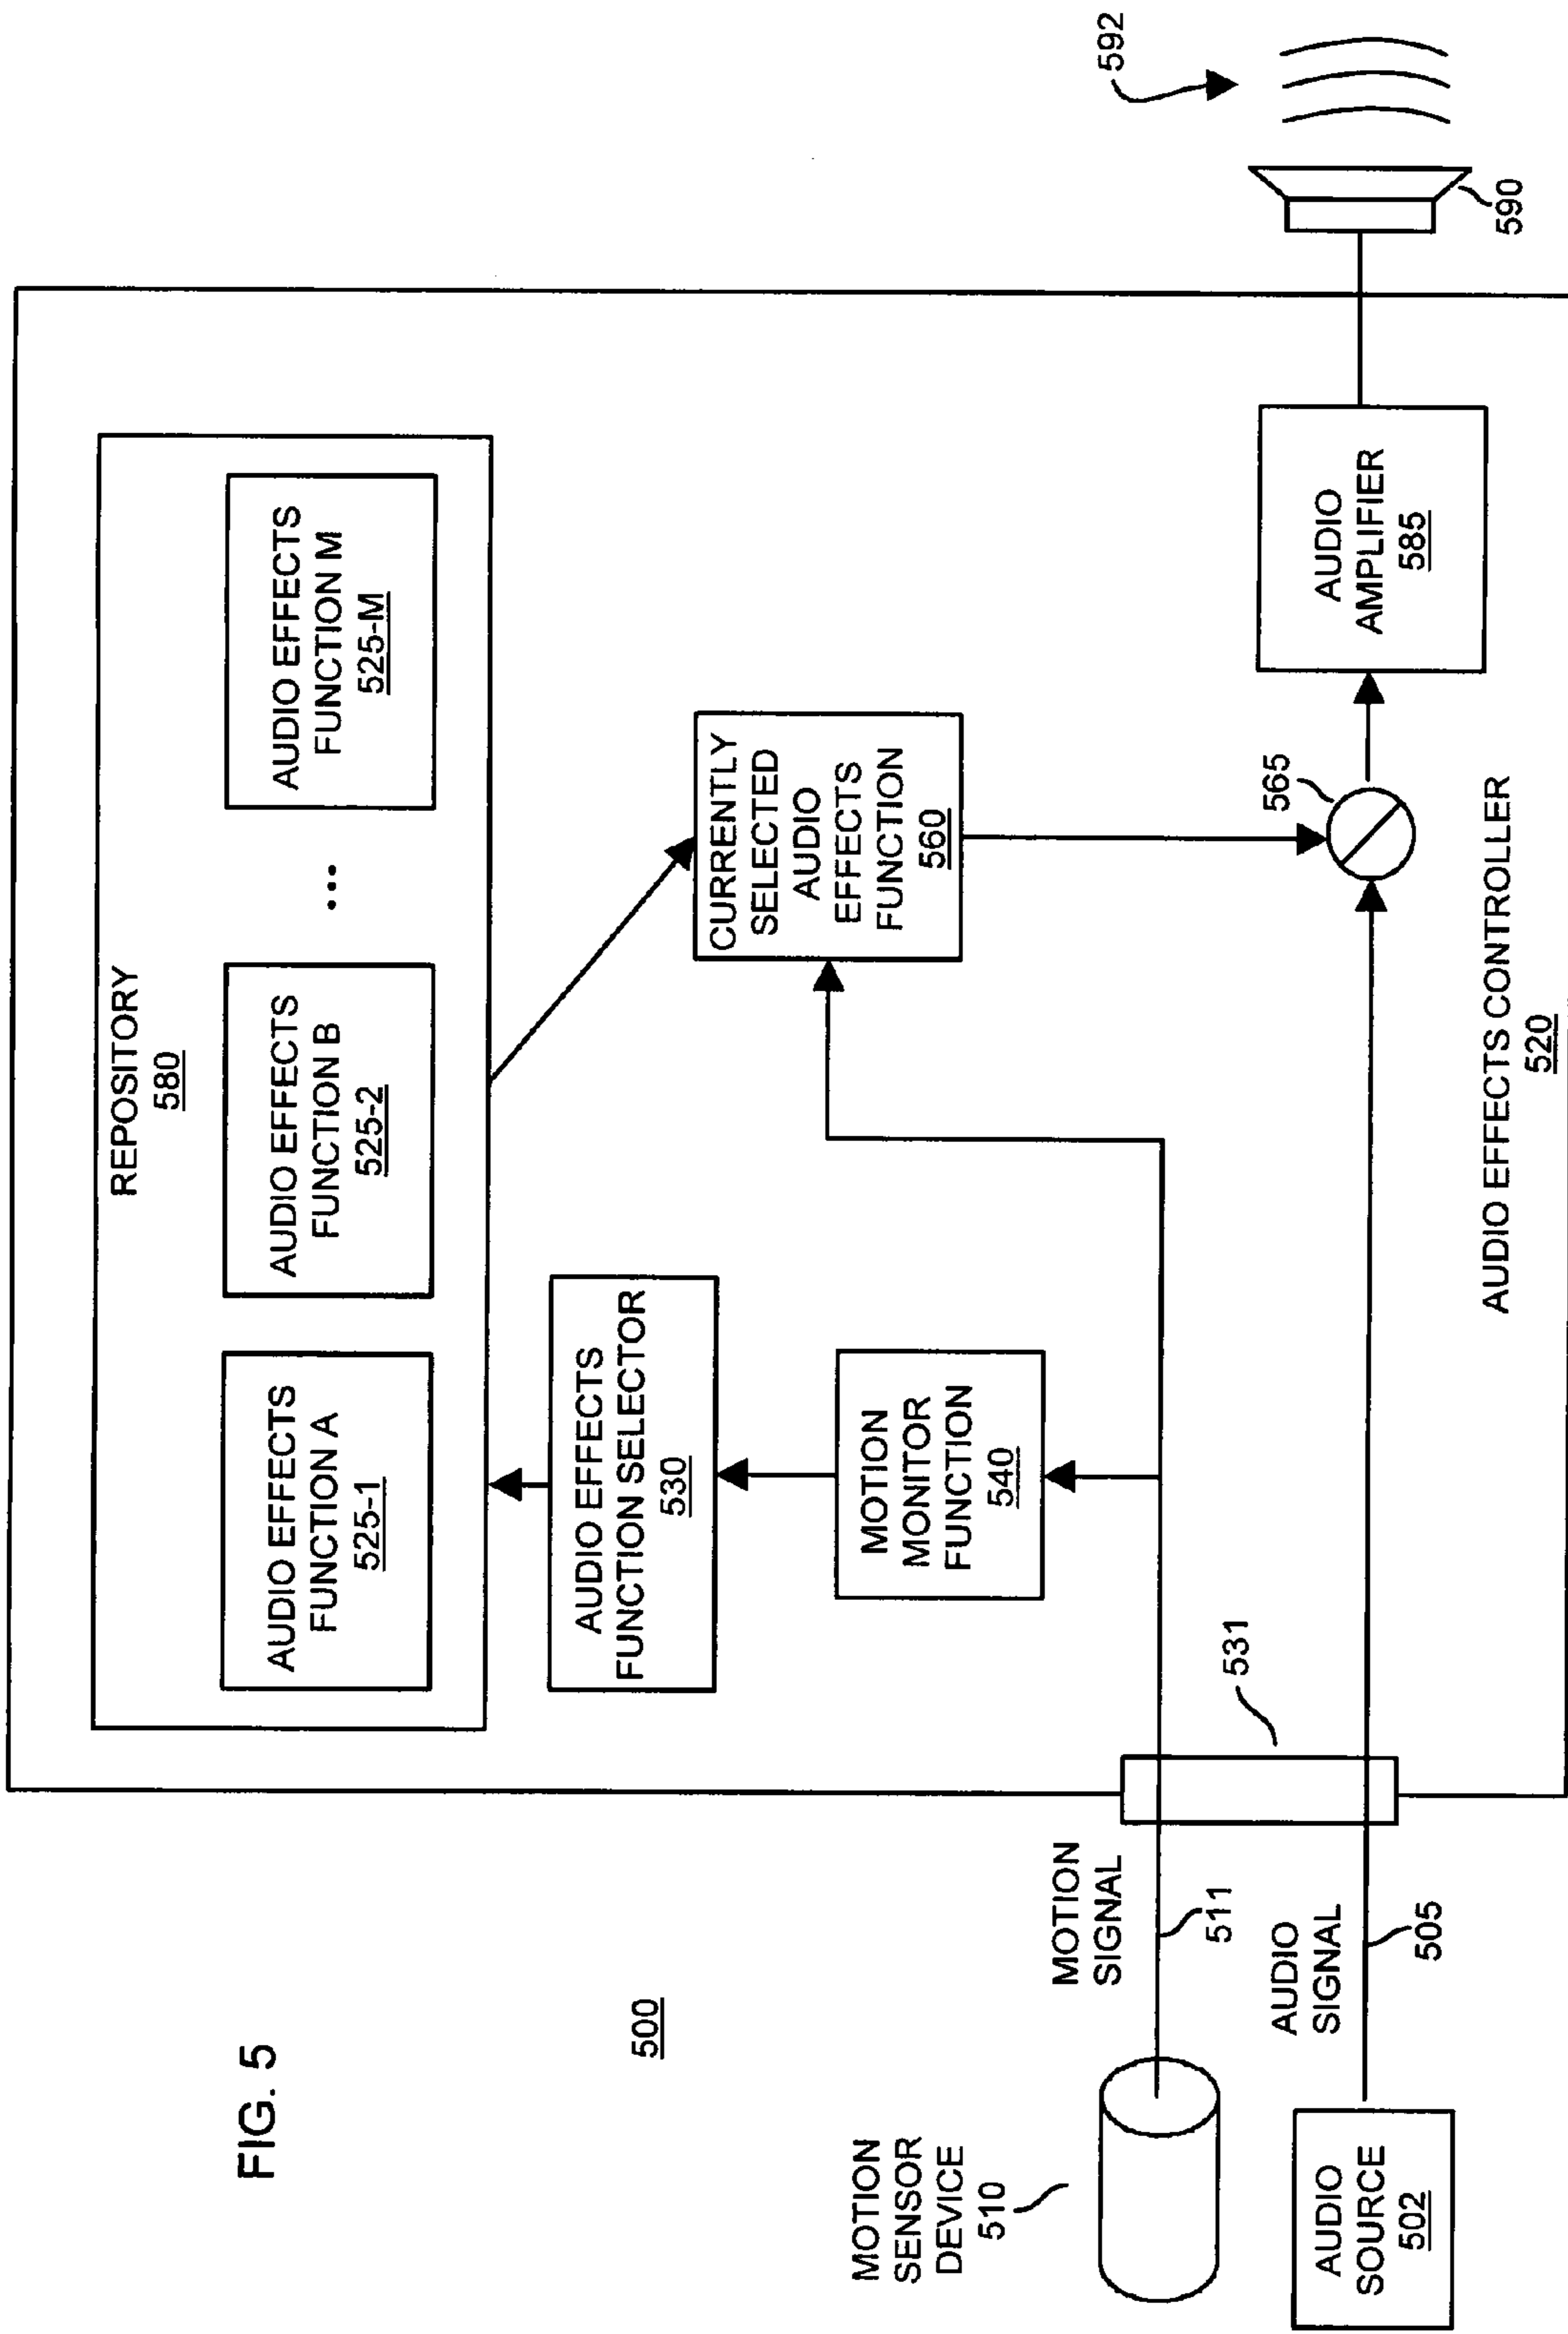 FIG. 5
500
REPOSITORY
580
AUDIO EFFECTS
FUNCTION A
525-1
AUDIO EFFECTS
FUNCTION B
525-2
...
AUDIO EFFECTS
FUNCTION M
525-M
AUDIO EFFECTS
FUNCTION SELECTOR
530
CURRENTLY
SELECTED
AUDIO
EFFECTS
FUNCTION
560
MOTION
MONITOR
FUNCTION
540
MOTION
SENSOR
DEVICE
510
MOTION
SIGNAL
511
531
AUDIO
SOURCE
502
AUDIO
SIGNAL
505
565
AUDIO
AMPLIFIER
585
590
592
AUDIO EFFECTS CONTROLLER
520